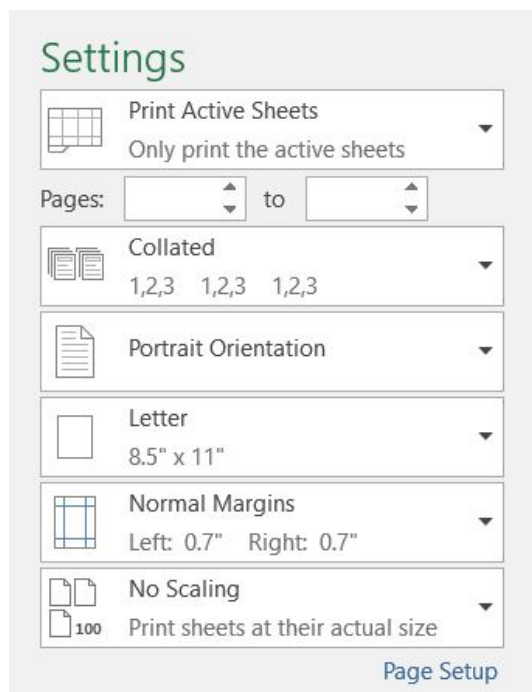 Settings
Print Active Sheets
Only print the active sheets
Pages: to
Collated
1,2,3 1,2,3 1,2,3
Portrait Orientation
Letter
8.5" x 11"
Normal Margins
Left: 0.7" Right: 0.7"
No Scaling
100 Print sheets at their actual size
Page Setup